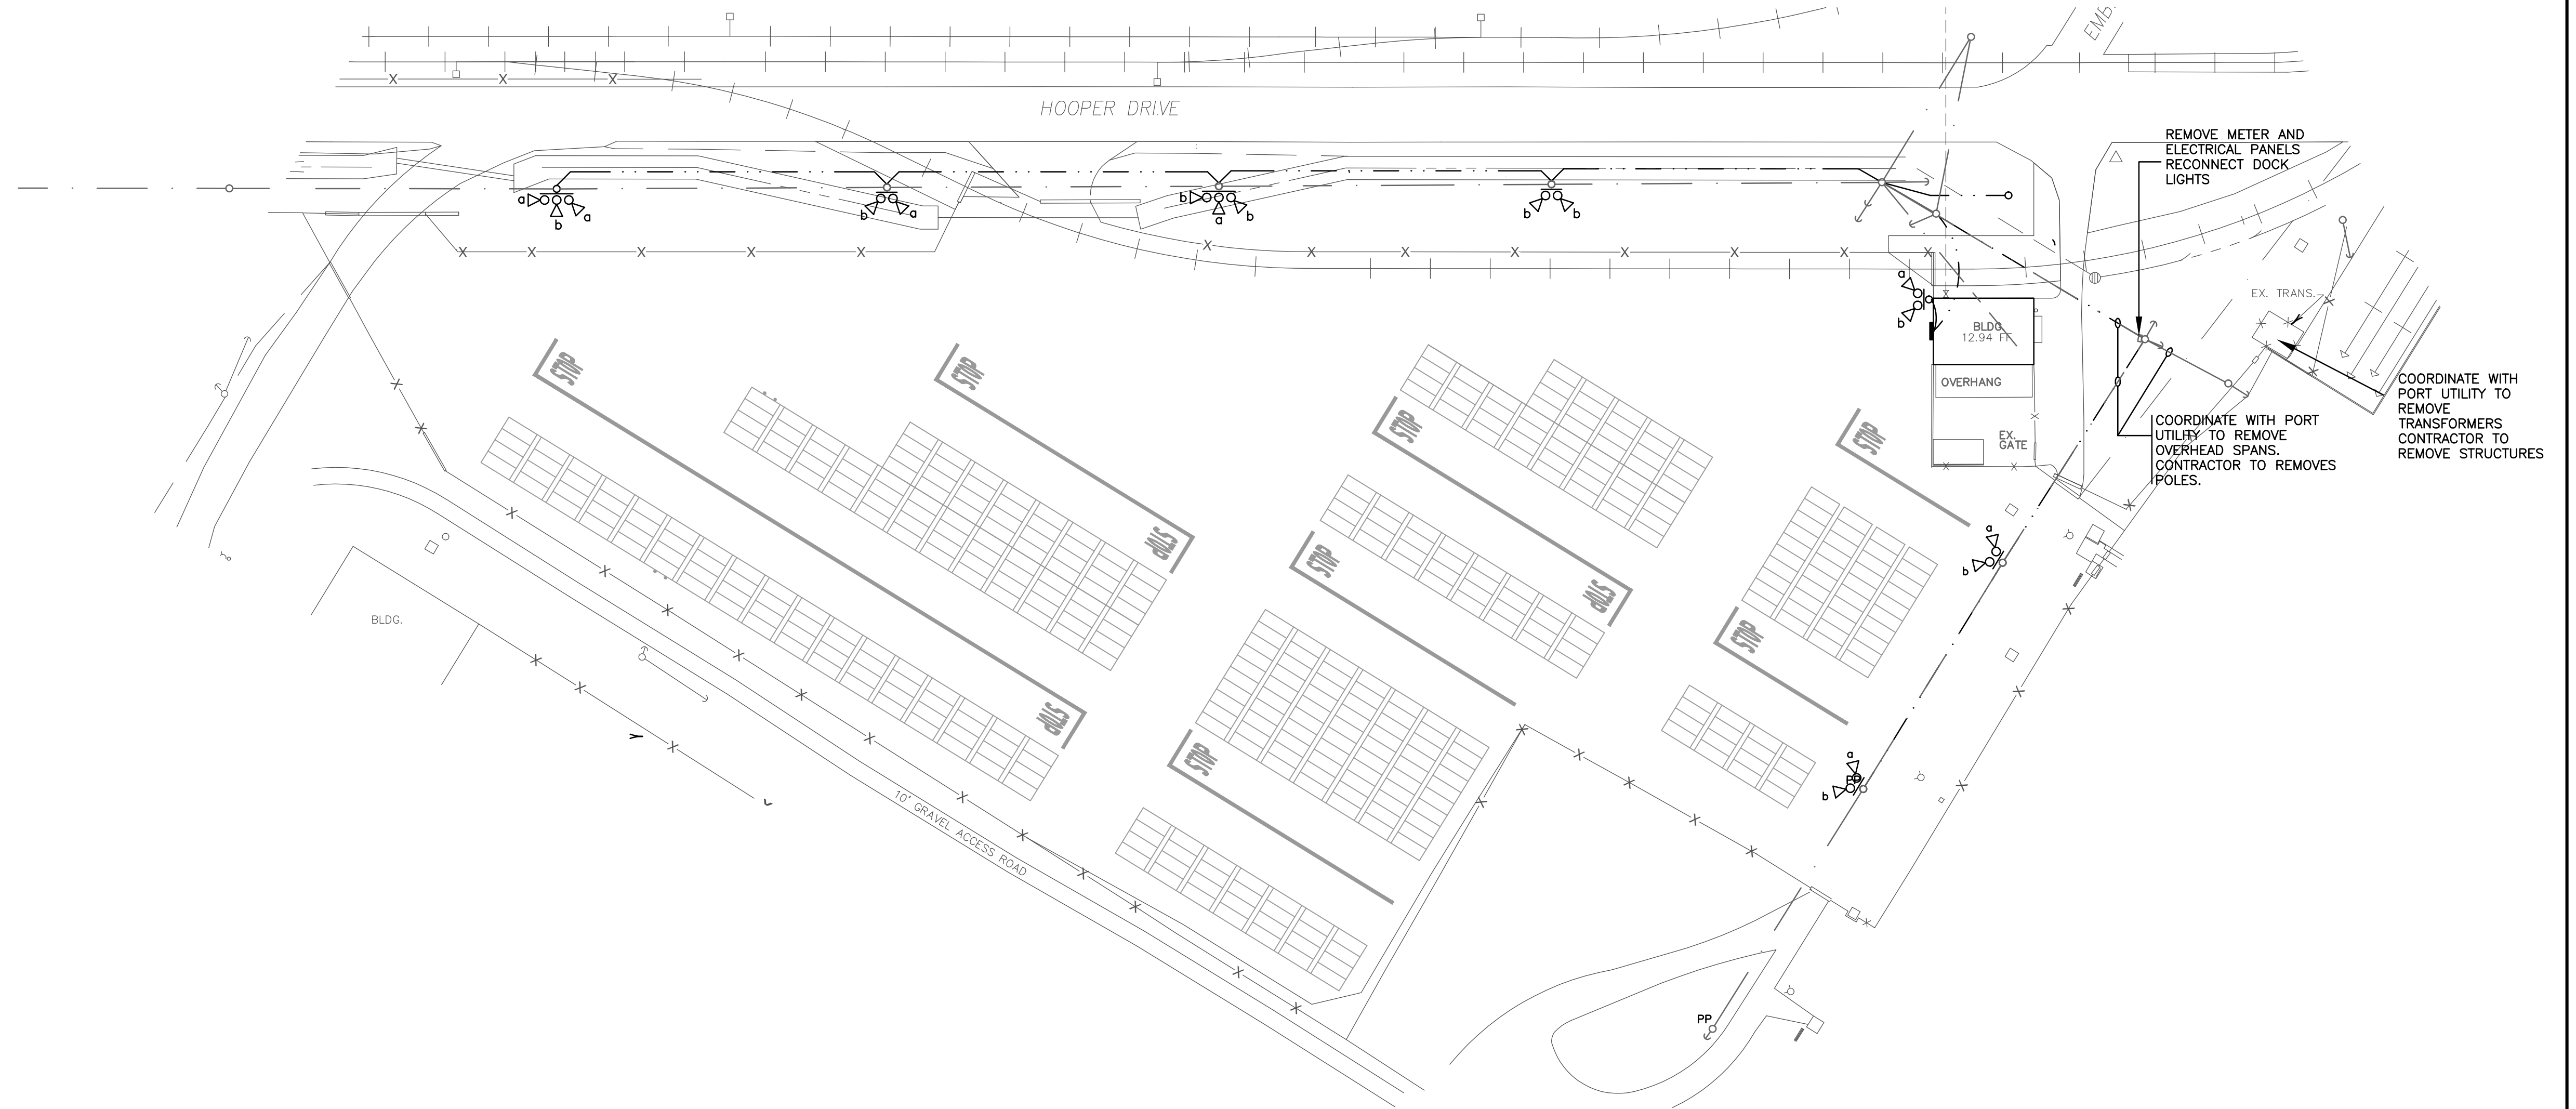 EMB
HOOPER DRIVE
REMOVE METER AND
ELECTRICAL PANELS
RECONNECT DOCK
LIGHTS
a
b
a
b
a
b
a
b
b
b
a
b
EX. TRANS.
BLDG
12.94 FF
OVERHANG
EX.
GATE
COORDINATE WITH
PORT UTILITY TO
REMOVE
TRANSFORMERS
CONTRACTOR TO
REMOVE STRUCTURES
COORDINATE WITH PORT
UTILITY TO REMOVE
OVERHEAD SPANS.
CONTRACTOR TO REMOVES
POLES.
STOP
STOP
STOP
STOP
STOP
STOP
STOP
STOP
STOP
STOP
a
b
BLDG.
a
PP
b
10' GRAVEL ACCESS ROAD
PP